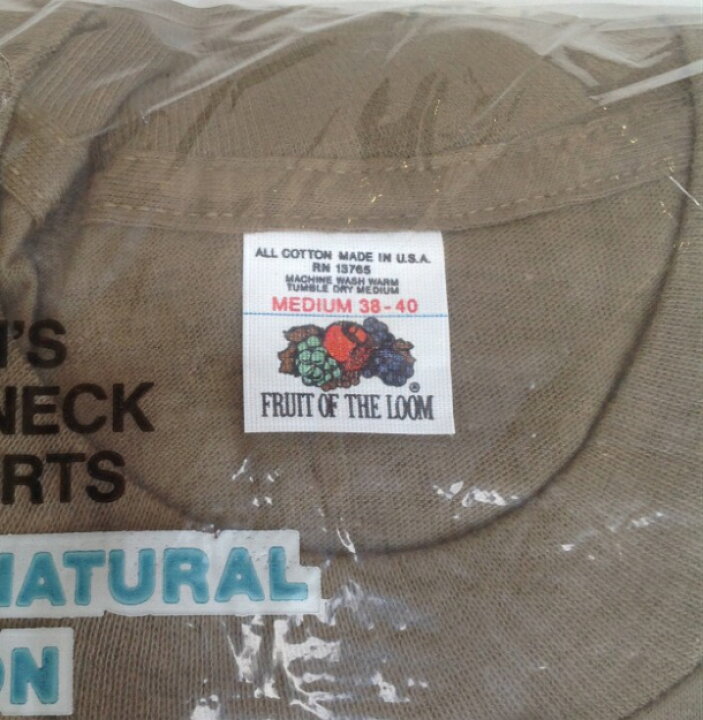 ALL COTTON MADE IN U.S.A.
RN 13765
MACHINE WASH WARM
TUMBLE DRY MEDIUM
MEDIUM 38-40
®
FRUIT OF THE LOOM
'S
NECK
RTS
NATURAL
ON